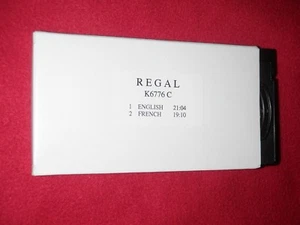 REGAL
K6776 C
1 ENGLISH 21:04
2 FRENCH 19:10